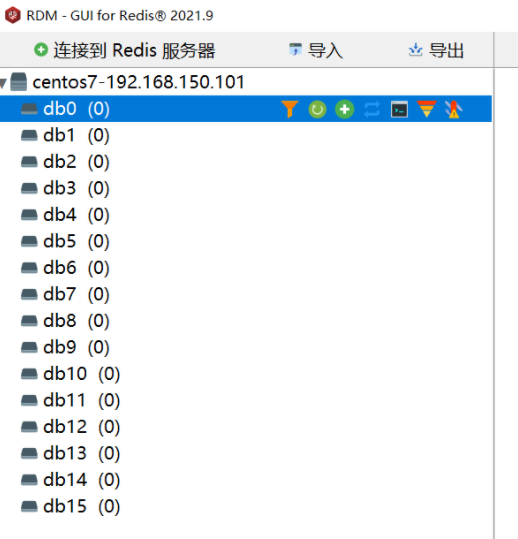 RDM - GUI for Redis® 2021.9
连接到 Redis 服务器 导入 导出
centos7-192.168.150.101
db0 (0)
db1 (0)
db2 (0)
db3 (0)
db4 (0)
db5 (0)
db6 (0)
db7 (0)
db8 (0)
db9 (0)
db10 (0)
db11 (0)
db12 (0)
db13 (0)
db14 (0)
db15 (0)